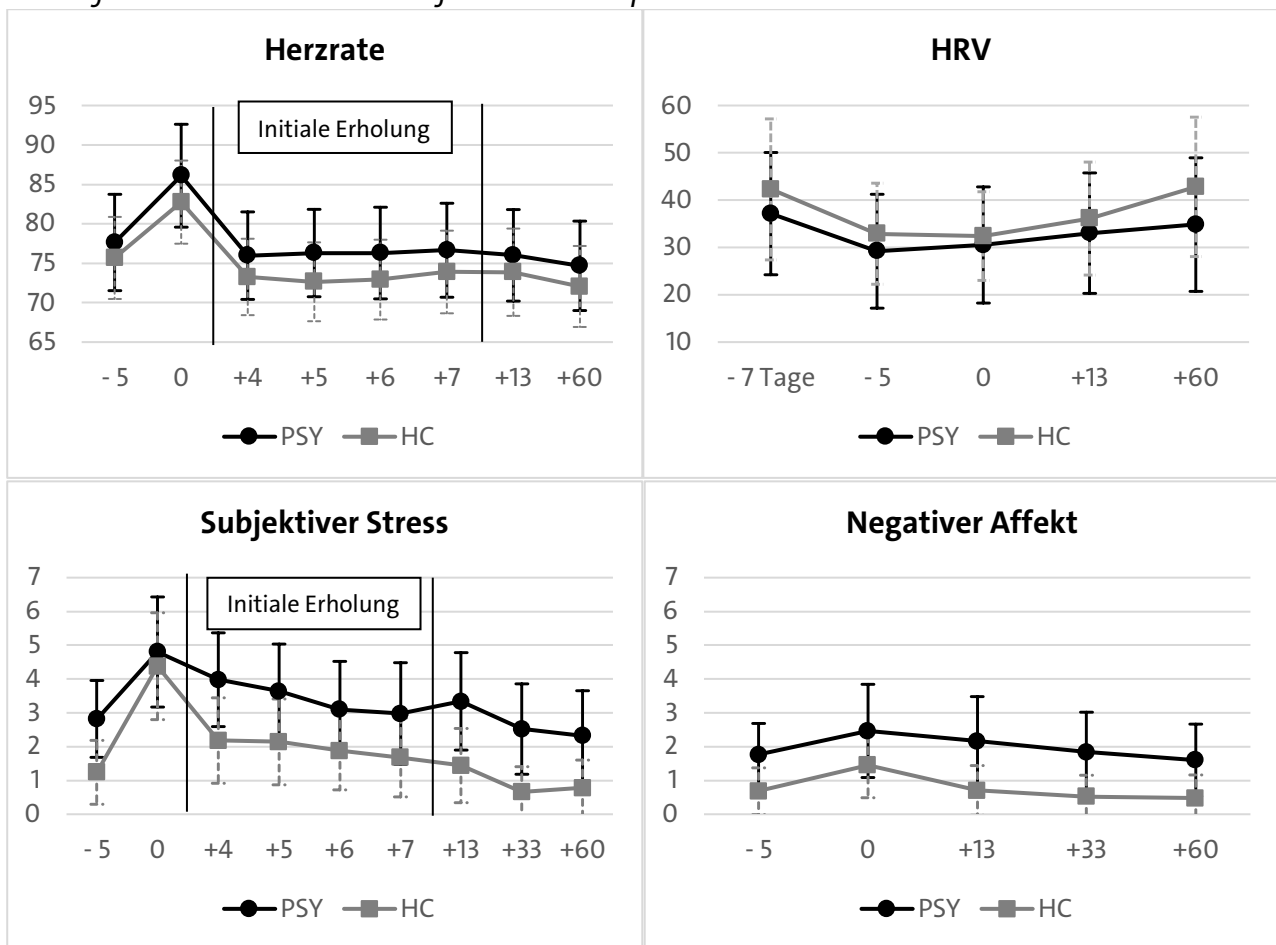 Herzrate
95
90
85
80
75
70
65
Initiale Erholung
- 5 0 +4 +5 +6 +7 +13 +60
PSY HC
HRV
60
50
40
30
20
10
- 7 Tage - 5 0 +13 +60
PSY HC
Subjektiver Stress
7
6
5
4
3
2
1
0
Initiale Erholung
- 5 0 +4 +5 +6 +7 +13 +33 +60
PSY HC
Negativer Affekt
7
6
5
4
3
2
1
0
- 5 0 +13 +33 +60
PSY HC